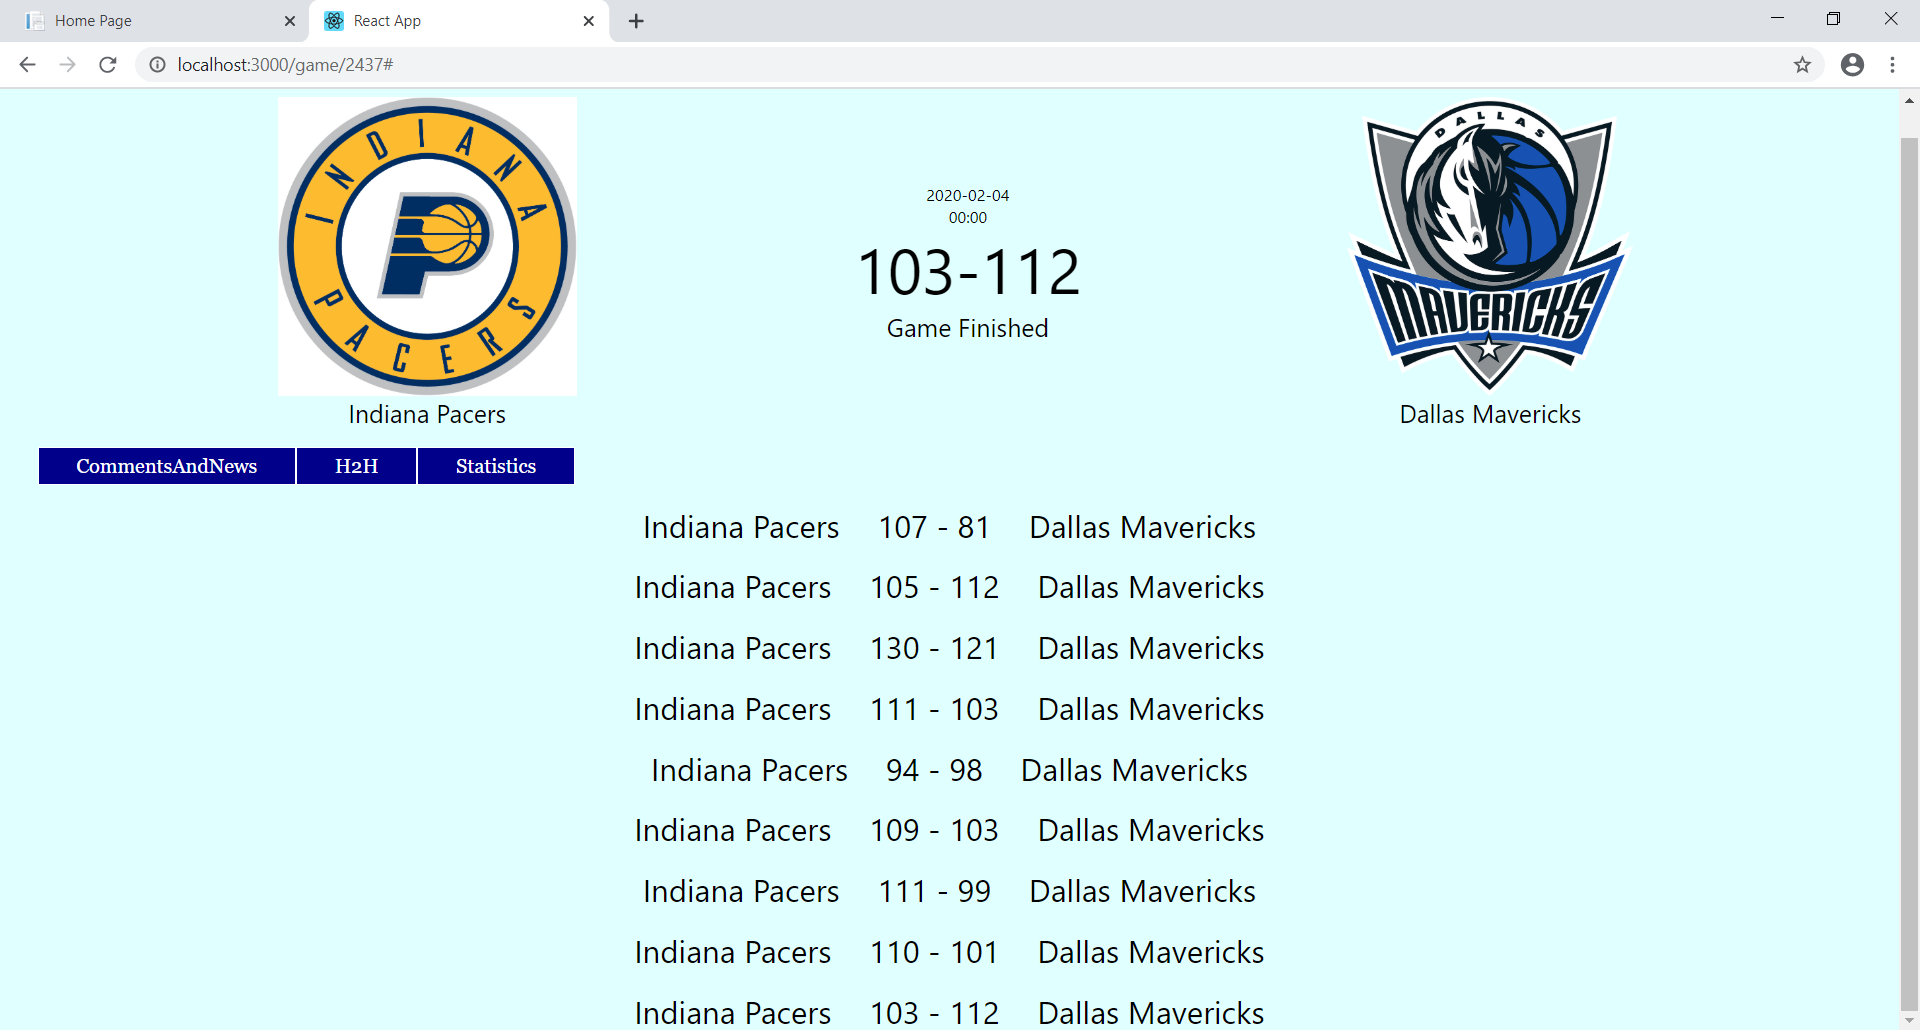 Home Page
React App
localhost:3000/game/2437#
INDIANA
PACERS
DALLAS
MAVERICKS
2020-02-04
00:00
103-112
Game Finished
Indiana Pacers
Dallas Mavericks
CommentsAndNews H2H Statistics
Indiana Pacers 107 - 81 Dallas Mavericks
Indiana Pacers 105 - 112 Dallas Mavericks
Indiana Pacers 130 - 121 Dallas Mavericks
Indiana Pacers 111 - 103 Dallas Mavericks
Indiana Pacers 94 - 98 Dallas Mavericks
Indiana Pacers 109 - 103 Dallas Mavericks
Indiana Pacers 111 - 99 Dallas Mavericks
Indiana Pacers 110 - 101 Dallas Mavericks
Indiana Pacers 103 - 112 Dallas Mavericks